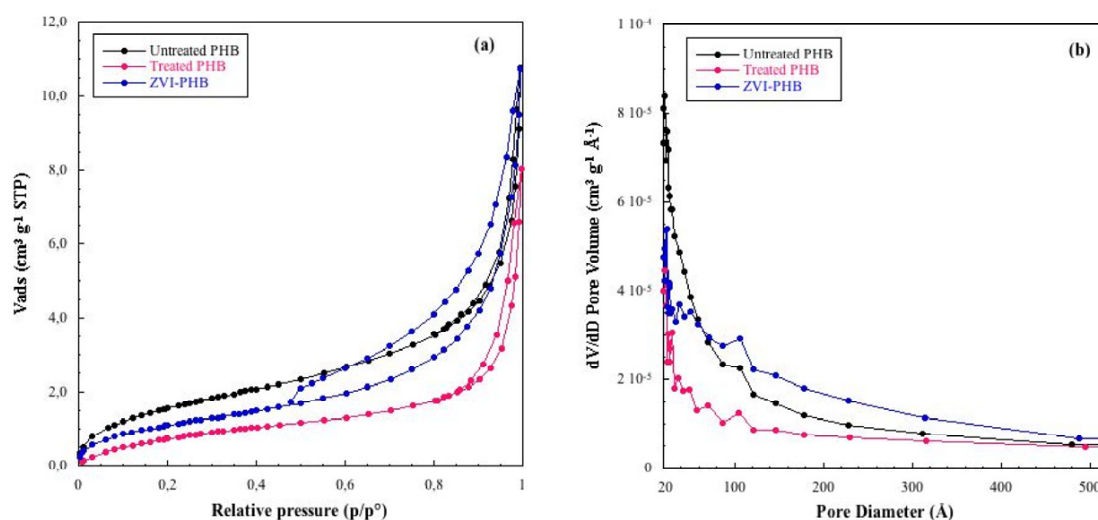 12,0
10,0
8,0
6,0
4,0
2,0
0,0
Vads (cm³ g⁻¹ STP)
Untreated PHB
Treated PHB
ZVI-PHB
(a)
0 0,2 0,4 0,6 0,8 1
Relative pressure (p/p°)
1 10⁻⁴
8 10⁻⁵
6 10⁻⁵
4 10⁻⁵
2 10⁻⁵
0
dV/dD Pore Volume (cm³ g⁻¹ Å⁻¹)
Untreated PHB
Treated PHB
ZVI-PHB
(b)
20 100 200 300 400 500
Pore Diameter (Å)